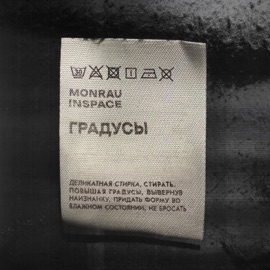 MONRAU
INSPACE
ГРАДУСЫ
ДЕЛИКАТНАЯ СТИРКА, СТИРАТЬ,
ПОВЫШАЯ ГРАДУСЫ, ВЫВЕРНУВ
НАИЗНАНКУ, ПРИДАТЬ ФОРМУ ВО
ВЛАЖНОМ СОСТОЯНИИ, НЕ БРОСАТЬ